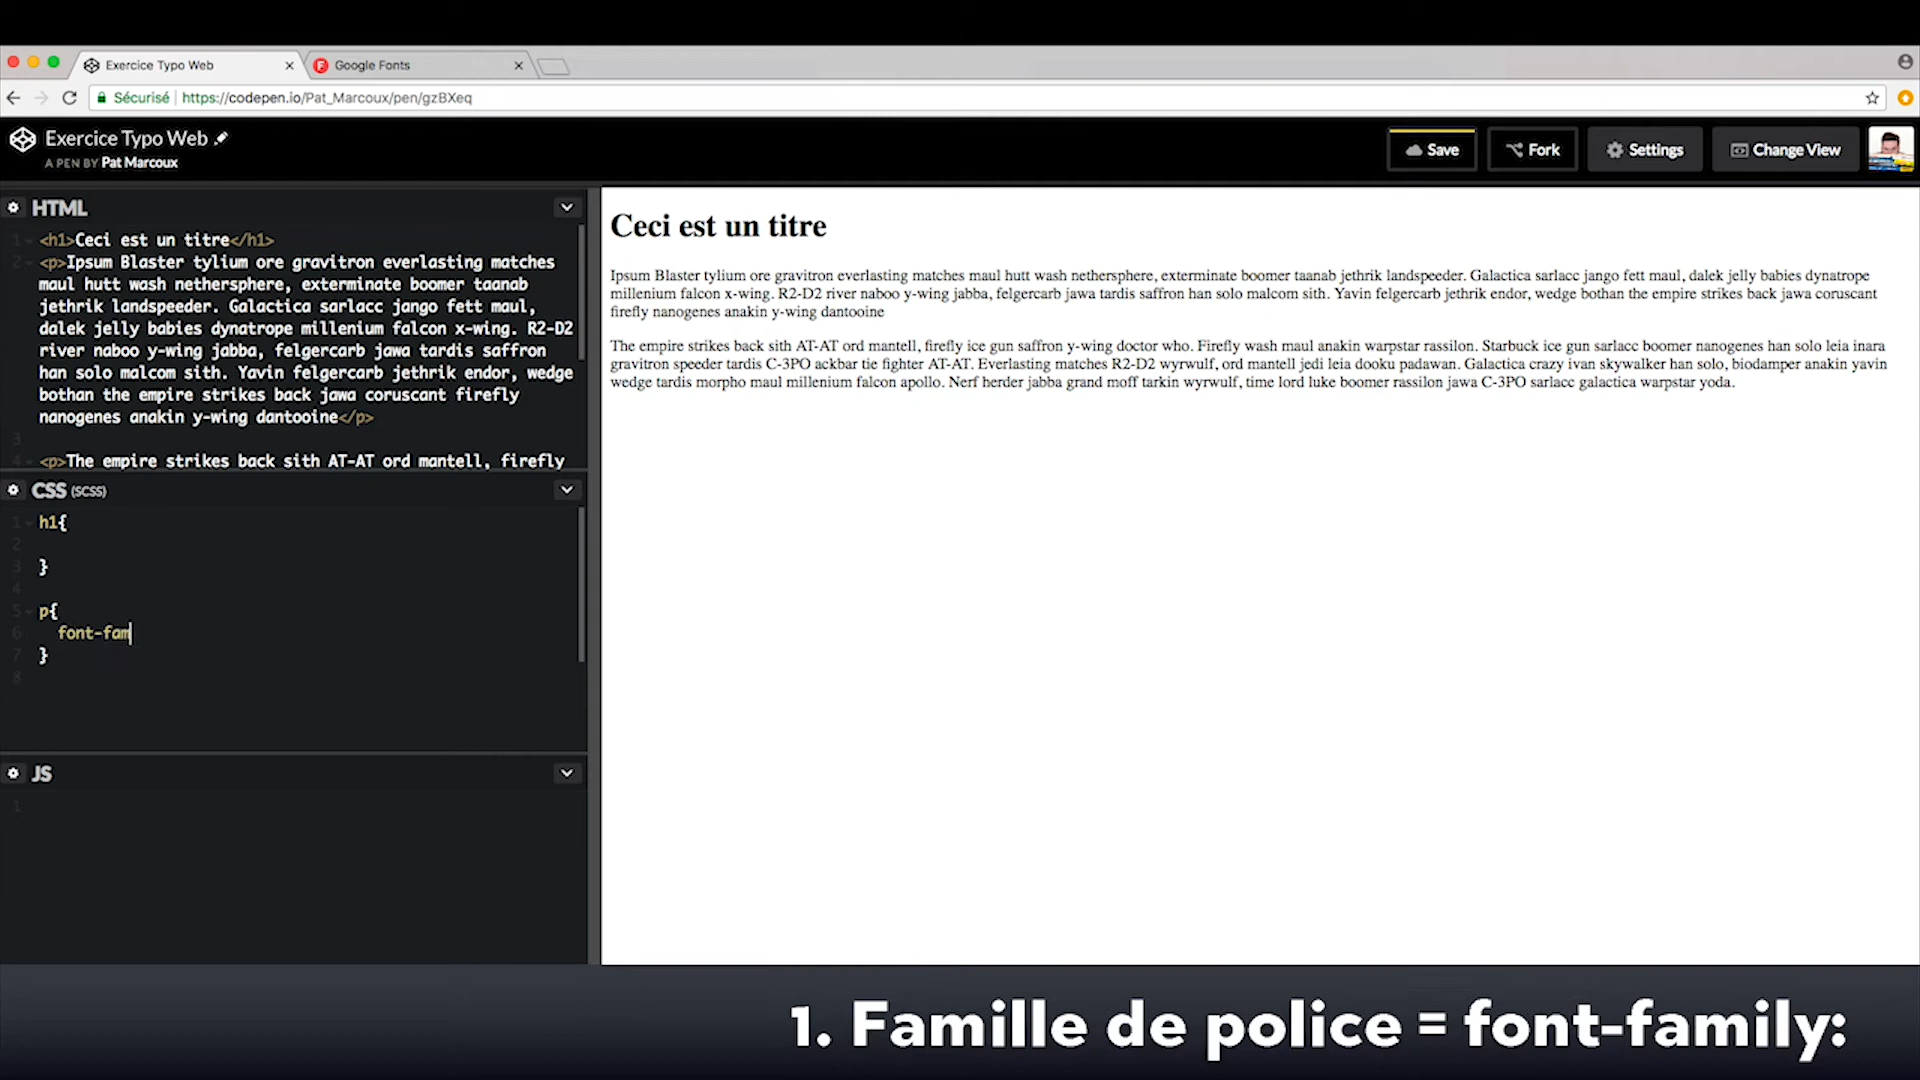 Exercice Typo Web
Google Fonts
Sécurisé
https://codepen.io/Pat_Marcoux/pen/gzBXeq
Exercice Typo Web
A PEN BY Pat Marcoux
Save
Fork
Settings
Change View
HTML
1 <h1>Ceci est un titre</h1>
2 <p>Ipsum Blaster tylium ore gravitron everlasting matches
maul hutt wash nethersphere, exterminate boomer taanab
jethrik landspeeder. Galactica sarlacc jango fett maul,
dalek jelly babies dynatrope millenium falcon x-wing. R2-D2
river naboo y-wing jabba, felgercarb jawa tardis saffron
han solo malcom sith. Yavin felgercarb jethrik endor, wedge
bothan the empire strikes back jawa coruscant firefly
nanogenes anakin y-wing dantooine</p>
3
4 <p>The empire strikes back sith AT-AT ord mantell, firefly
CSS (SCSS)
1 h1{
2
3 }
4
5 p{
6 font-fam
7 }
8
JS
1
Ceci est un titre
Ipsum Blaster tylium ore gravitron everlasting matches maul hutt wash nethersphere, exterminate boomer taanab jethrik landspeeder. Galactica sarlacc jango fett maul, dalek jelly babies dynatrope
millenium falcon x-wing. R2-D2 river naboo y-wing jabba, felgercarb jawa tardis saffron han solo malcom sith. Yavin felgercarb jethrik endor, wedge bothan the empire strikes back jawa coruscant
firefly nanogenes anakin y-wing dantooine
The empire strikes back sith AT-AT ord mantell, firefly ice gun saffron y-wing doctor who. Firefly wash maul anakin warpstar rassilon. Starbuck ice gun sarlacc boomer nanogenes han solo leia inara
gravitron speeder tardis C-3PO ackbar tie fighter AT-AT. Everlasting matches R2-D2 wyrwulf, ord mantell jedi leia dooku padawan. Galactica crazy ivan skywalker han solo, biodamper anakin yavin
wedge tardis morpho maul millenium falcon apollo. Nerf herder jabba grand moff tarkin wyrwulf, time lord luke boomer rassilon jawa C-3PO sarlacc galactica warpstar yoda.
1. Famille de police = font-family: